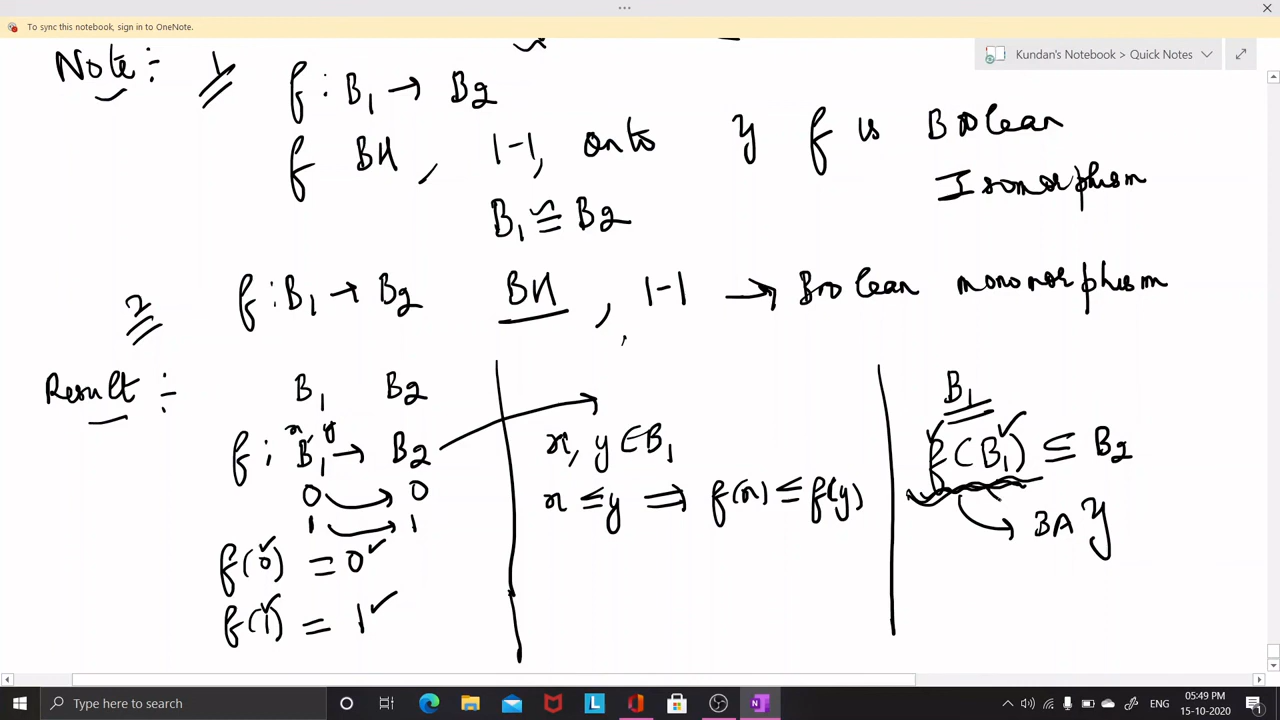 To sync this notebook, sign in to OneNote.
Kundan's Notebook > Quick Notes
Note :- 1 f : B₁ → B₂
f BH , 1-1, onto y f is Boolean
Isomorphism
B₁ ≅ B₂
2 f : B₁ → B₂ BH , 1-1 → Boolean monomorphism
Result :- B₁ B₂
x y
f : B₁ → B₂
0 → 0
1 → 1
f(0) = 0
f(1) = 1
x, y ∈ B₁
x ≤ y ⟹ f(x) ≤ f(y)
B₁
f(B₁) ⊆ B₂
BA y
Type here to search
ENG
05:49 PM
15-10-2020
1